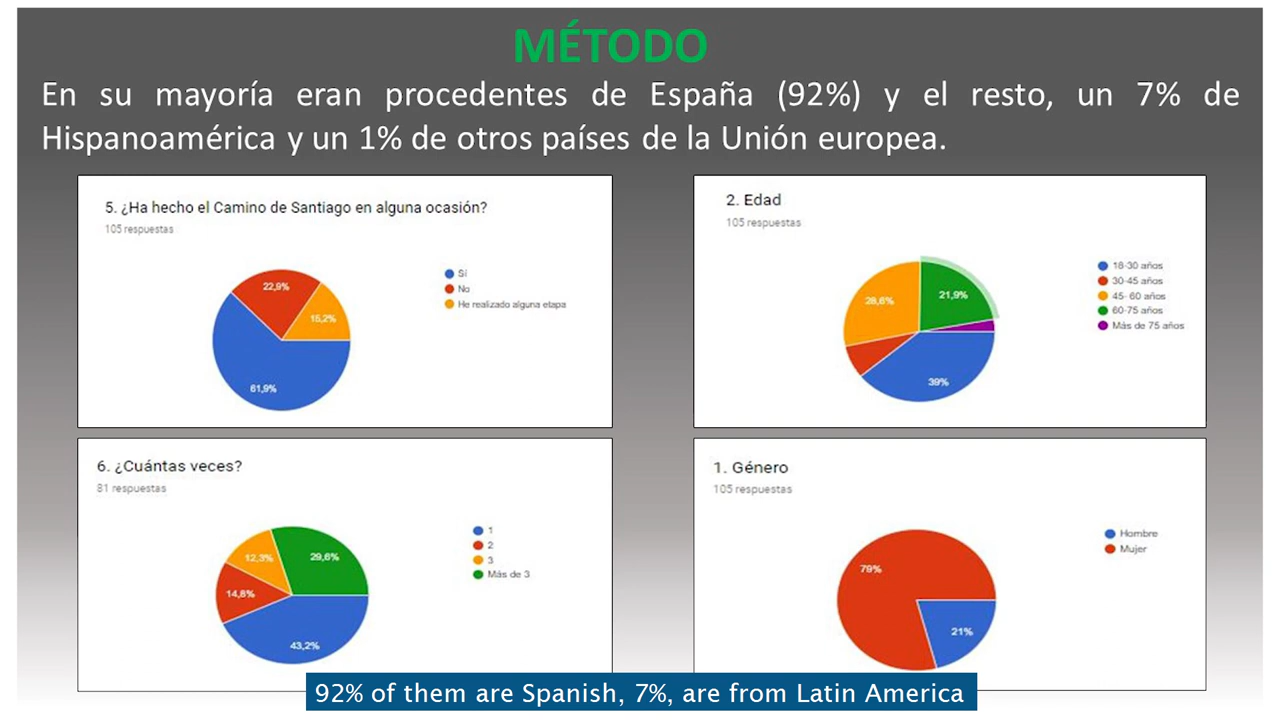 MÉTODO
En su mayoría eran procedentes de España (92%) y el resto, un 7% de
Hispanoamérica y un 1% de otros países de la Unión europea.
5. ¿Ha hecho el Camino de Santiago en alguna ocasión?
105 respuestas
Sí
No
He realizado alguna etapa
22,9%
15,2%
61,9%
2. Edad
105 respuestas
18-30 años
30-45 años
45- 60 años
60-75 años
Más de 75 años
28,6%
21,9%
39%
6. ¿Cuántas veces?
81 respuestas
1
2
3
Más de 3
12,3%
29,6%
14,8%
43,2%
1. Género
105 respuestas
Hombre
Mujer
79%
21%
92% of them are Spanish, 7%, are from Latin America